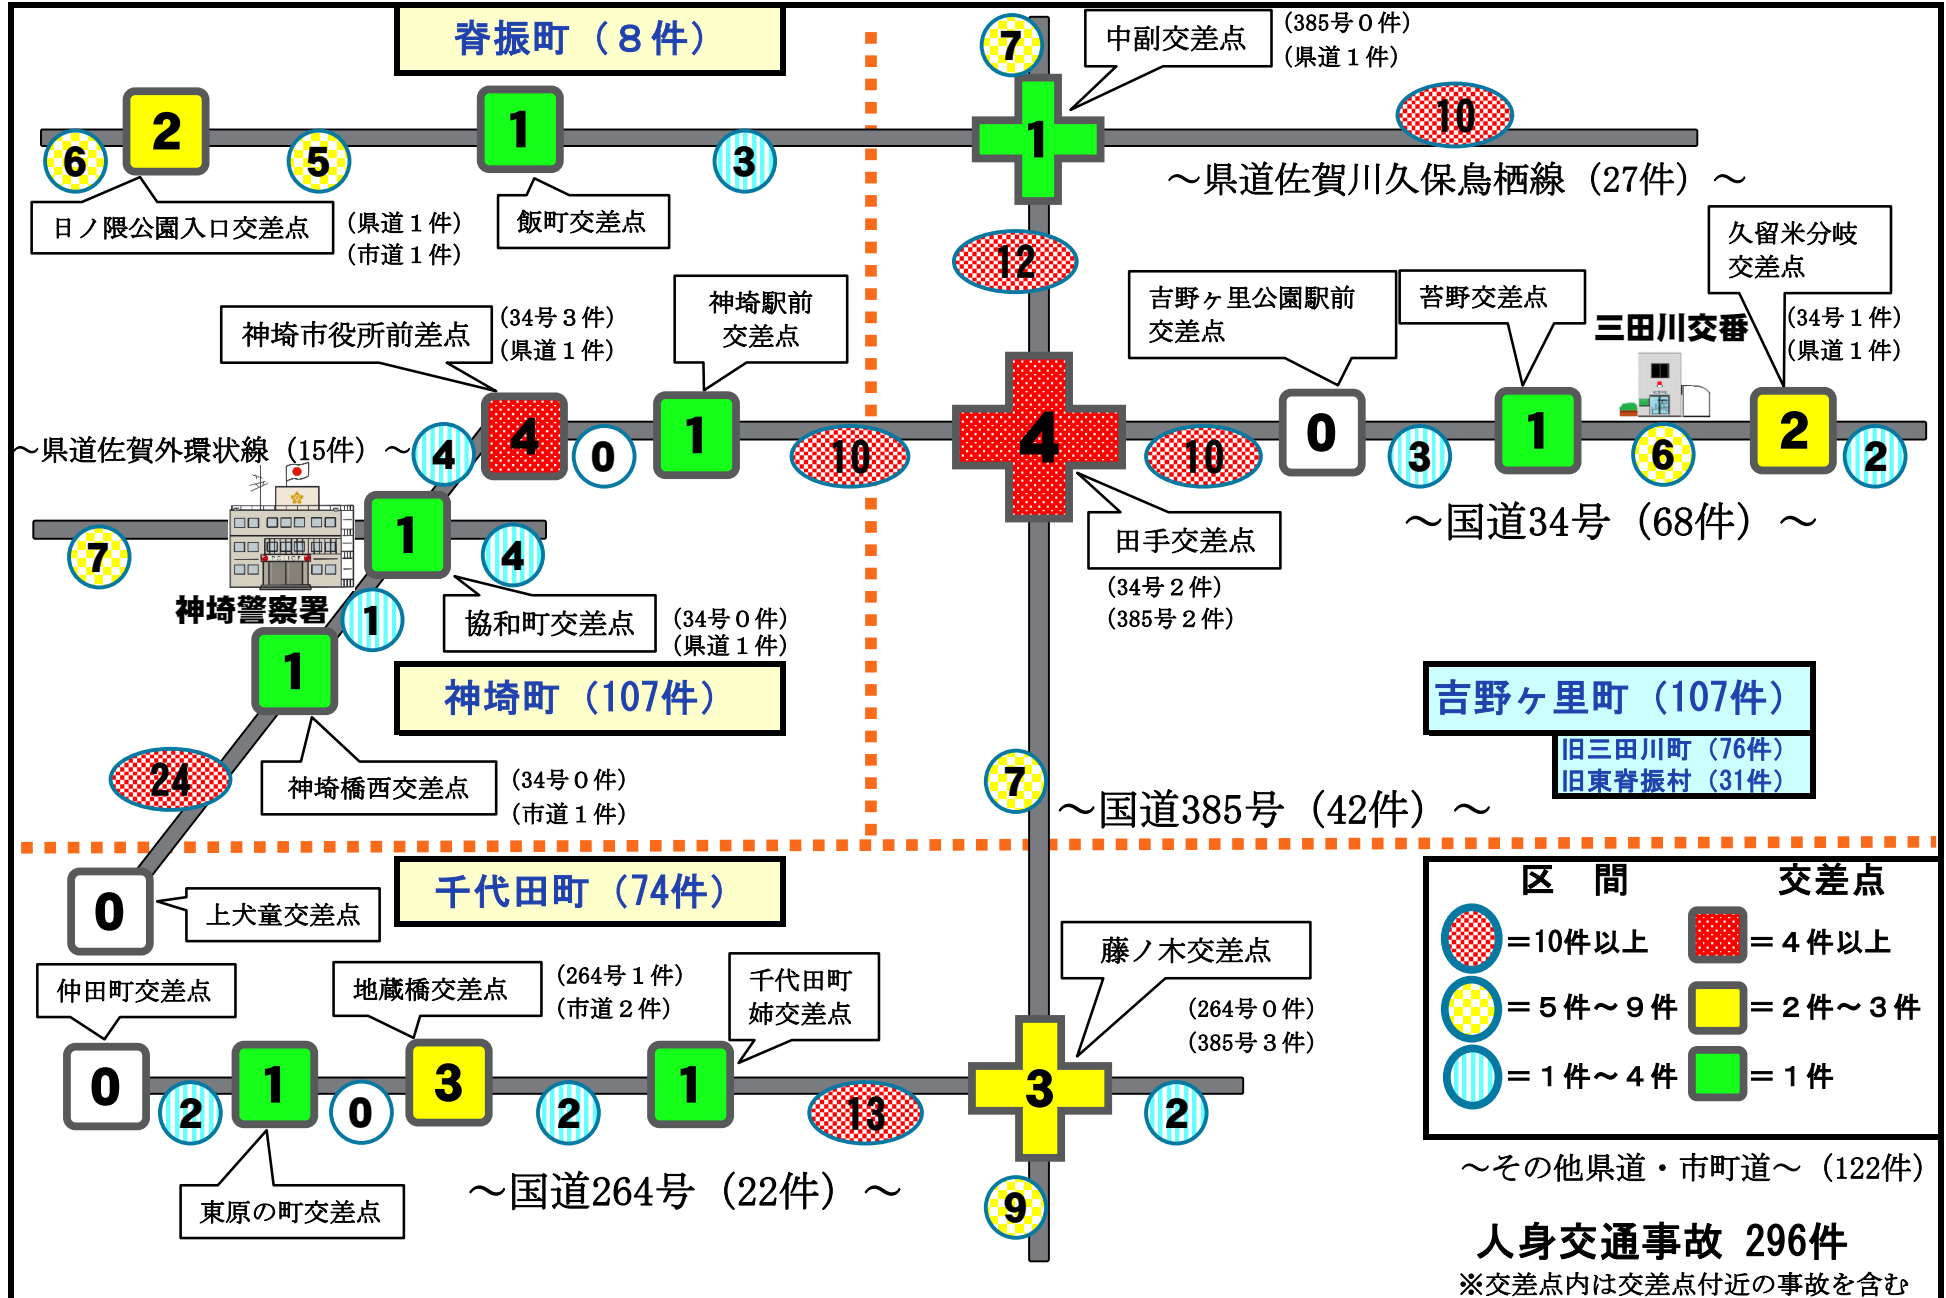 脊振町（８件）
7
中副交差点
(385号０件)
(県道１件)
10
2
1
1
6
5
3
～県道佐賀川久保鳥栖線（27件）～
日ノ隈公園入口交差点
(県道１件)
(市道１件)
飯町交差点
12
久留米分岐
交差点
(34号１件)
(県道１件)
神埼市役所前差点
(34号３件)
(県道１件)
神埼駅前
交差点
吉野ヶ里公園駅前
交差点
苔野交差点
三田川交番
4
0
1
10
4
10
0
3
1
6
2
2
～県道佐賀外環状線（15件）～
4
7
1
4
～国道34号（68件）～
田手交差点
(34号２件)
(385号２件)
神埼警察署
1
協和町交差点
(34号０件)
(県道１件)
1
神埼町（107件）
吉野ヶ里町（107件）
旧三田川町（76件）
旧東脊振村（31件）
24
神埼橋西交差点
(34号０件)
(市道１件)
7
～国道385号（42件）～
千代田町（74件）
0
上犬童交差点
区　間
交差点
＝10件以上
＝４件以上
＝５件～９件
＝２件～３件
＝１件～４件
＝１件
仲田町交差点
地蔵橋交差点
(264号１件)
(市道２件)
千代田町
姉交差点
藤ノ木交差点
(264号０件)
(385号３件)
0
2
1
0
3
2
1
13
3
2
東原の町交差点
～国道264号（22件）～
9
～その他県道・市町道～（122件）
人身交通事故 296件
※交差点内は交差点付近の事故を含む